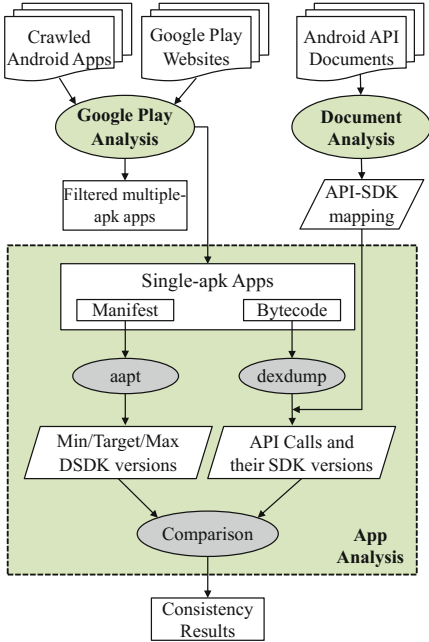 Crawled
Android Apps
Google Play
Websites
Android API
Documents
Google Play
Analysis
Document
Analysis
Filtered multiple-
apk apps
API-SDK
mapping
Single-apk Apps
Manifest
Bytecode
aapt
dexdump
Min/Target/Max
DSDK versions
API Calls and
their SDK versions
Comparison
App
Analysis
Consistency
Results